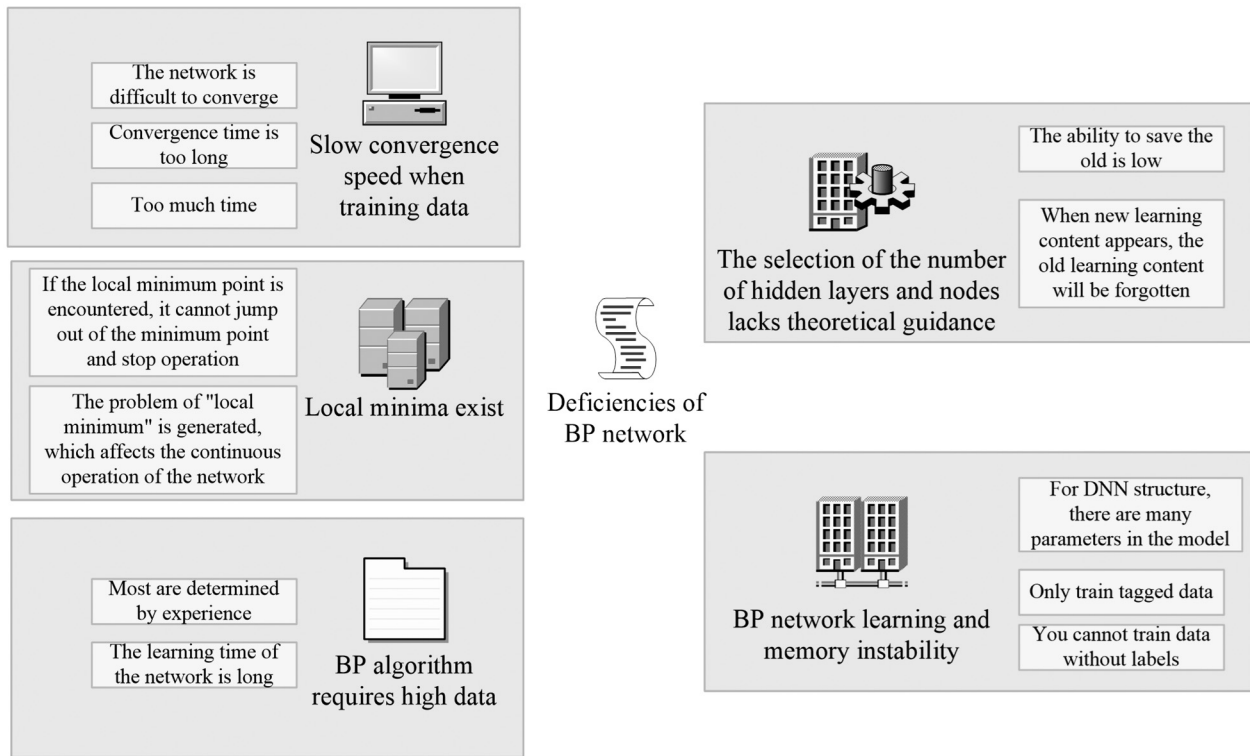 The network is
difficult to converge
Convergence time is
too long
Too much time
Slow convergence
speed when
training data
If the local minimum point is
encountered, it cannot jump
out of the minimum point
and stop operation
The problem of "local
minimum" is generated,
which affects the continuous
operation of the network
Local minima exist
Most are determined
by experience
The learning time of
the network is long
BP algorithm
requires high data
Deficiencies of
BP network
The selection of the number
of hidden layers and nodes
lacks theoretical guidance
The ability to save the
old is low
When new learning
content appears, the
old learning content
will be forgotten
BP network learning and
memory instability
For DNN structure,
there are many
parameters in the model
Only train tagged data
You cannot train data
without labels